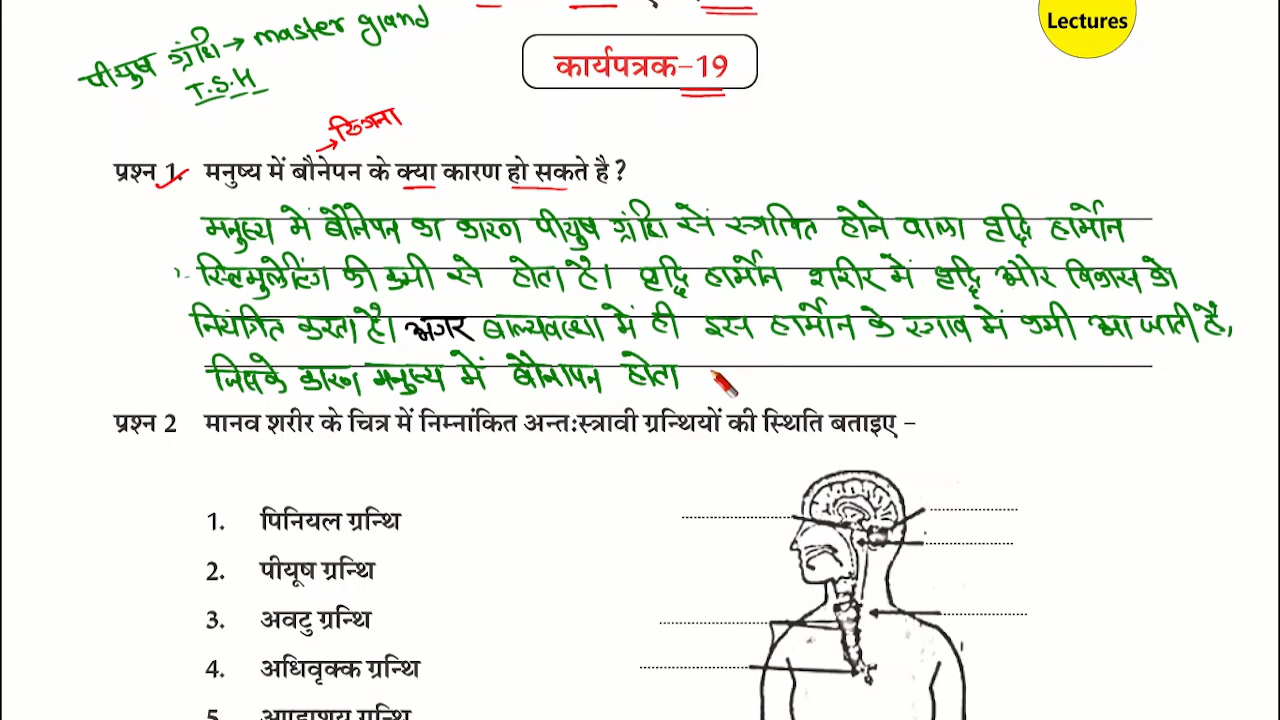 Lectures
पीयूष ग्रंथि → master gland
T.S.H
कार्यपत्रक-19
ठिगना
प्रश्न 1. मनुष्य में बौनेपन के क्या कारण हो सकते है ?
मनुष्य में बौनेपन का कारण पीयूष ग्रंथि सें स्त्रावित होने वाला वृद्धि हार्मोन
स्टिमुलेटिंग की कमी से होता है। वृद्धि हार्मोन शरीर में वृद्धि और विकास को
नियंत्रित करता है। अगर बाल्यवस्था में ही इस हार्मोन के स्त्राव में कमी आ जाती है,
जिसके कारण मनुष्य में बौनापन होता
प्रश्न 2 मानव शरीर के चित्र में निम्नांकित अन्तःस्त्रावी ग्रन्थियों की स्थिति बताइए -
1. पिनियल ग्रन्थि
2. पीयूष ग्रन्थि
3. अवटु ग्रन्थि
4. अधिवृक्क ग्रन्थि
5.